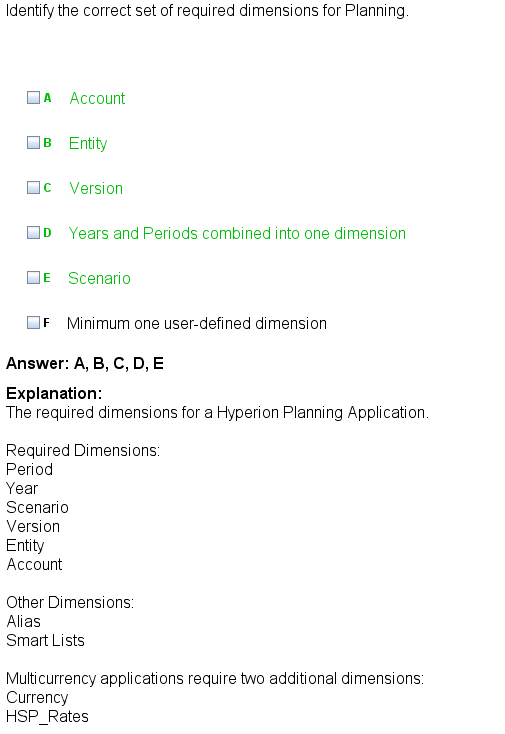 Identify the correct set of required dimensions for Planning.
A Account
B Entity
C Version
D Years and Periods combined into one dimension
E Scenario
F Minimum one user-defined dimension
Answer: A, B, C, D, E
Explanation:
The required dimensions for a Hyperion Planning Application.
Required Dimensions:
Period
Year
Scenario
Version
Entity
Account
Other Dimensions:
Alias
Smart Lists
Multicurrency applications require two additional dimensions:
Currency
HSP_Rates